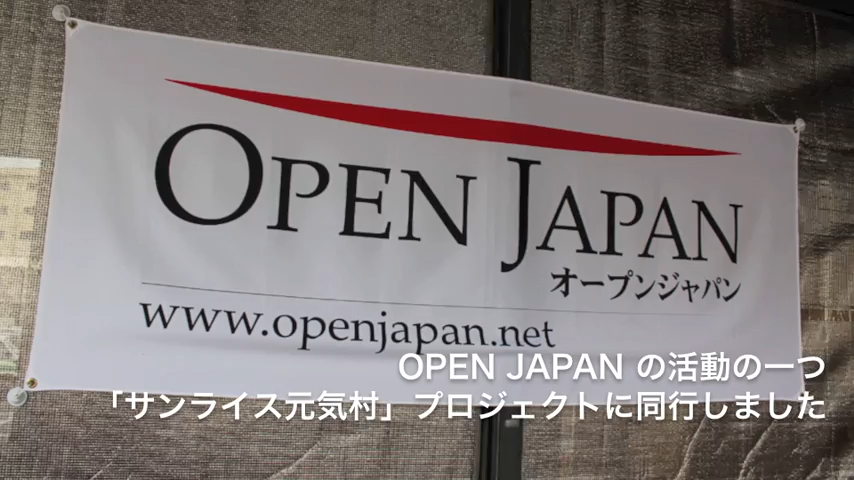 OPEN JAPAN
オープンジャパン
www.openjapan.net
OPEN JAPAN の活動の一つ
「サンライス元気村」プロジェクトに同行しました